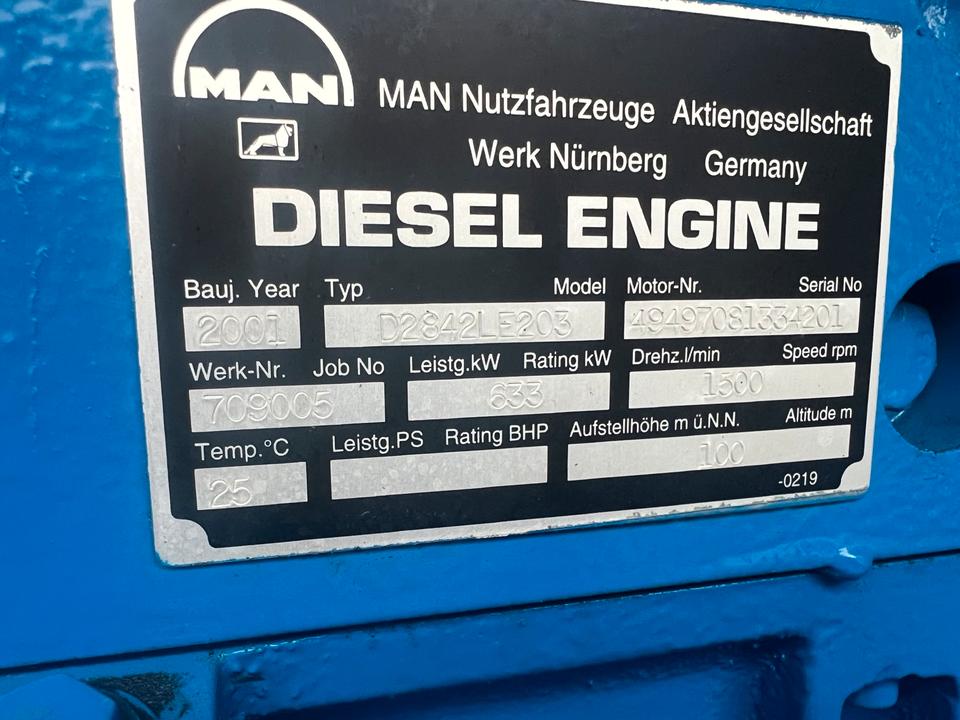 MAN
MAN Nutzfahrzeuge Aktiengesellschaft
Werk Nürnberg Germany
DIESEL ENGINE
Bauj. Year Typ Model Motor-Nr. Serial No
2001 D2842LE203 49497081334201
Werk-Nr. Job No Leistg.kW Rating kW Drehz.l/min Speed rpm
709005 633 1500
Temp.°C Leistg.PS Rating BHP Aufstellhöhe m ü.N.N. Altitude m
25 100
-0219